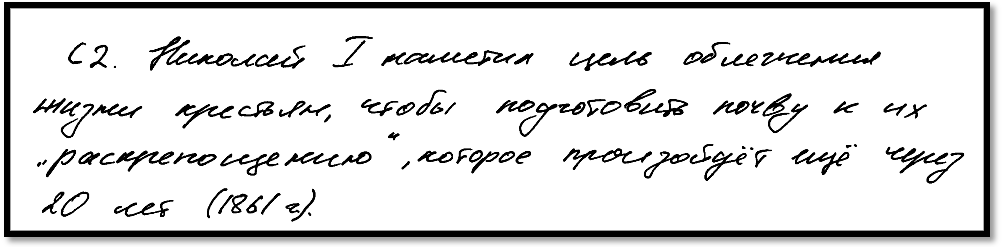 С2. Николай I наметил цель облегчения
жизни крестьян, чтобы подготовить почву к их
„раскрепощению“, которое произойдёт ещё через
20 лет (1861 г.).